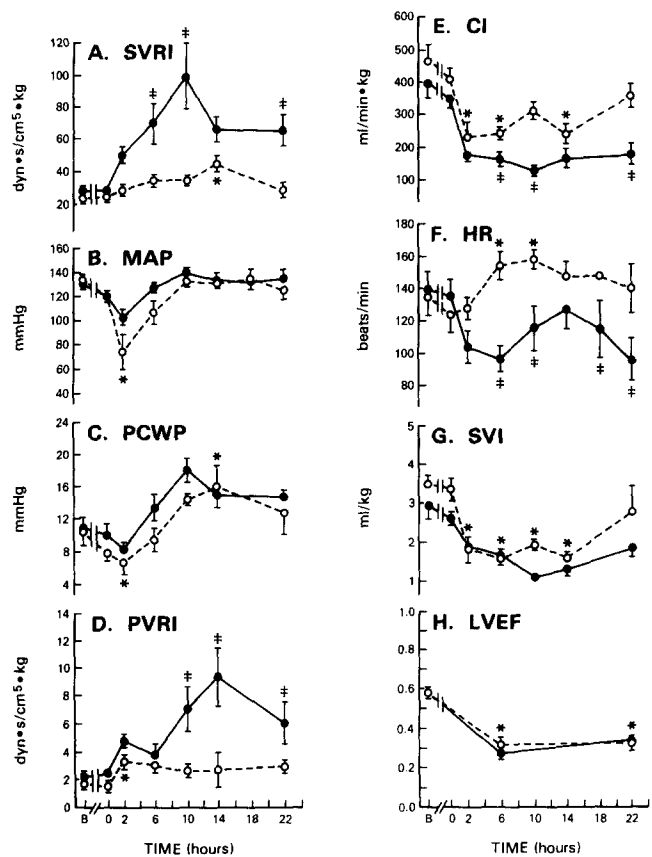 A. SVRI
120
100
80
60
40
20
dyn•s/cm5•kg
‡ ‡ ‡ *
B. MAP
160
140
120
100
80
60
40
mmHg
*
C. PCWP
24
20
16
12
8
4
mmHg
* *
D. PVRI
14
12
10
8
6
4
2
0
dyn•s/cm5•kg
‡ ‡ ‡ *
B 0 2 6 10 14 18 22
TIME (hours)
E. CI
600
500
400
300
200
100
ml/min•kg
* * *
‡ ‡ ‡
F. HR
180
160
140
120
100
80
beats/min
* *
‡ ‡ ‡ ‡
G. SVI
5
4
3
2
1
ml/kg
* * * *
H. LVEF
1.0
0.8
0.6
0.4
0.2
0.0
* *
B 0 2 6 10 14 18 22
TIME (hours)